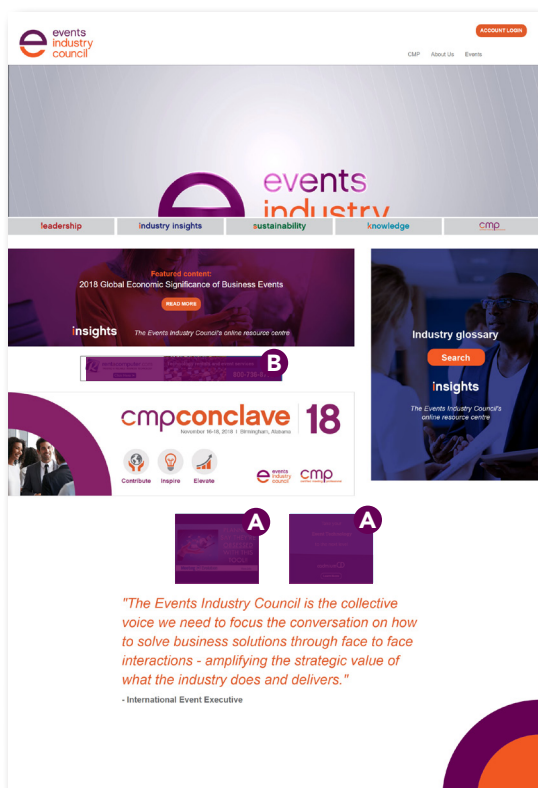 events
industry
council
ACCOUNT LOGIN
CMP About Us Events
events
industry
leadership industry insights sustainability knowledge cmp
Featured content:
2018 Global Economic Significance of Business Events
READ MORE
insights The Events Industry Council's online resource centre
Industry glossary
Search
insights
The Events Industry Council's
online resource centre
B
cmpconclave 18
November 16-18, 2018 | Birmingham, Alabama
Contribute Inspire Elevate
events
industry
council
cmp
A
A
"The Events Industry Council is the collective
voice we need to focus the conversation on how
to solve business solutions through face to face
interactions - amplifying the strategic value of
what the industry does and delivers."
- International Event Executive